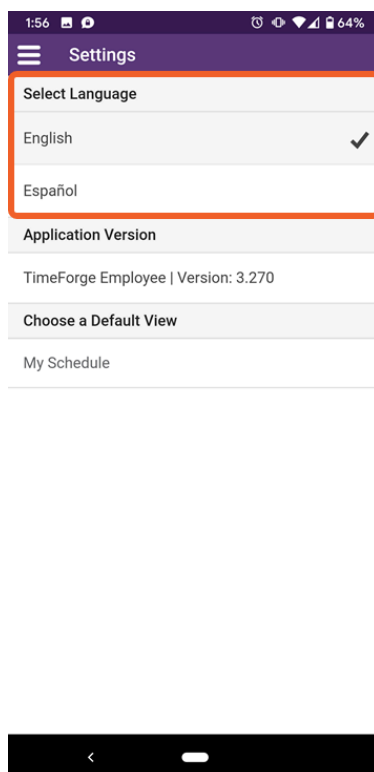 1:56 64%
Settings
Select Language
English
Español
Application Version
TimeForge Employee | Version: 3.270
Choose a Default View
My Schedule